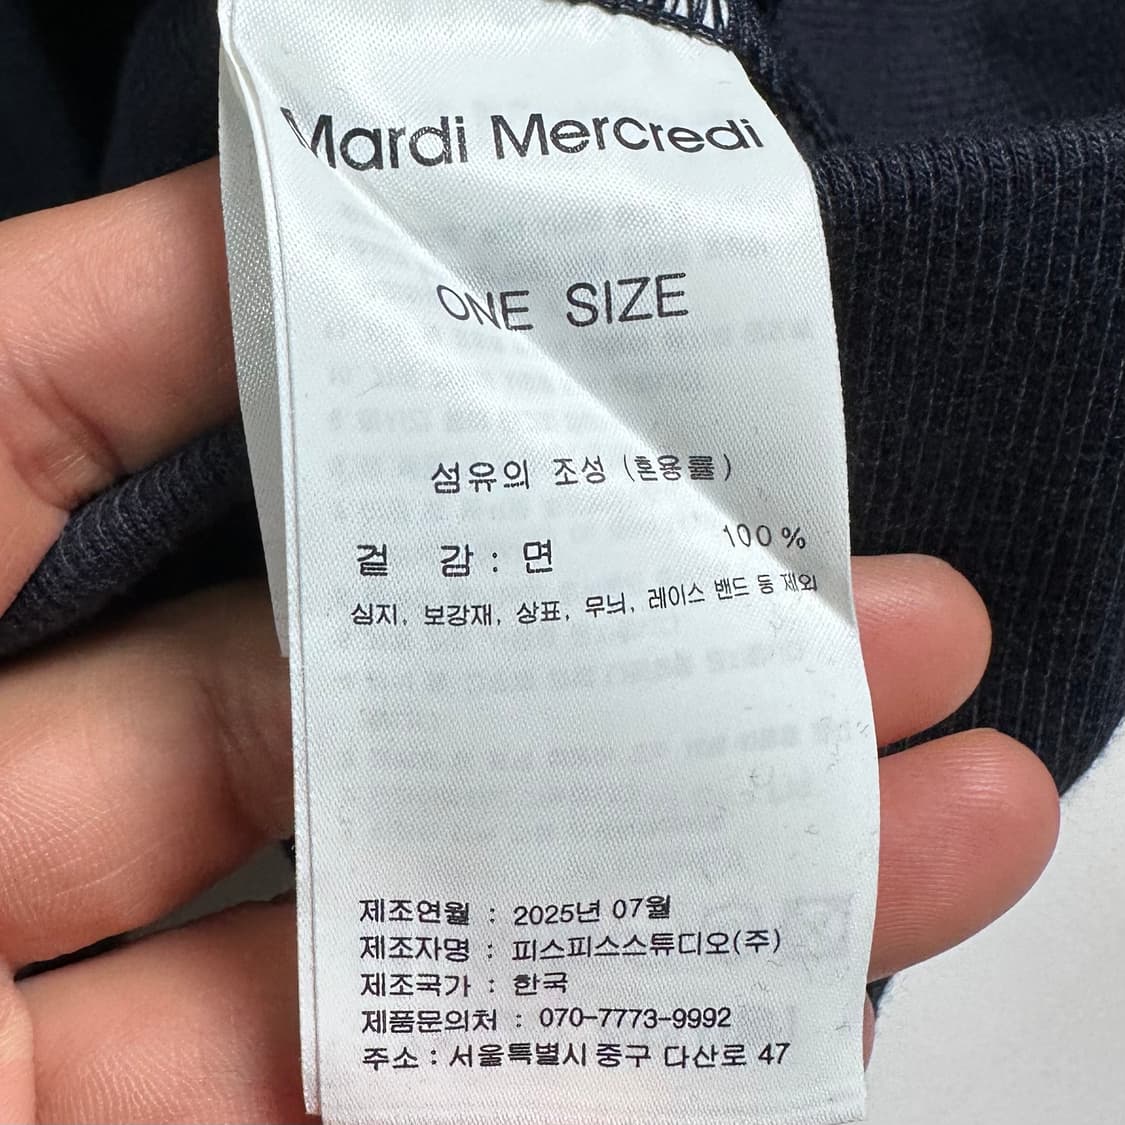 Mardi Mercredi
ONE SIZE
섬유의 조성 (혼용률)
겉 감 : 면 100 %
심지, 보강재, 상표, 무늬, 레이스 밴드 등 제외
제조연월 : 2025년 07월
제조자명 : 피스피스스튜디오(주)
제조국가 : 한국
제품문의처 : 070-7773-9992
주소 : 서울특별시 중구 다산로 47